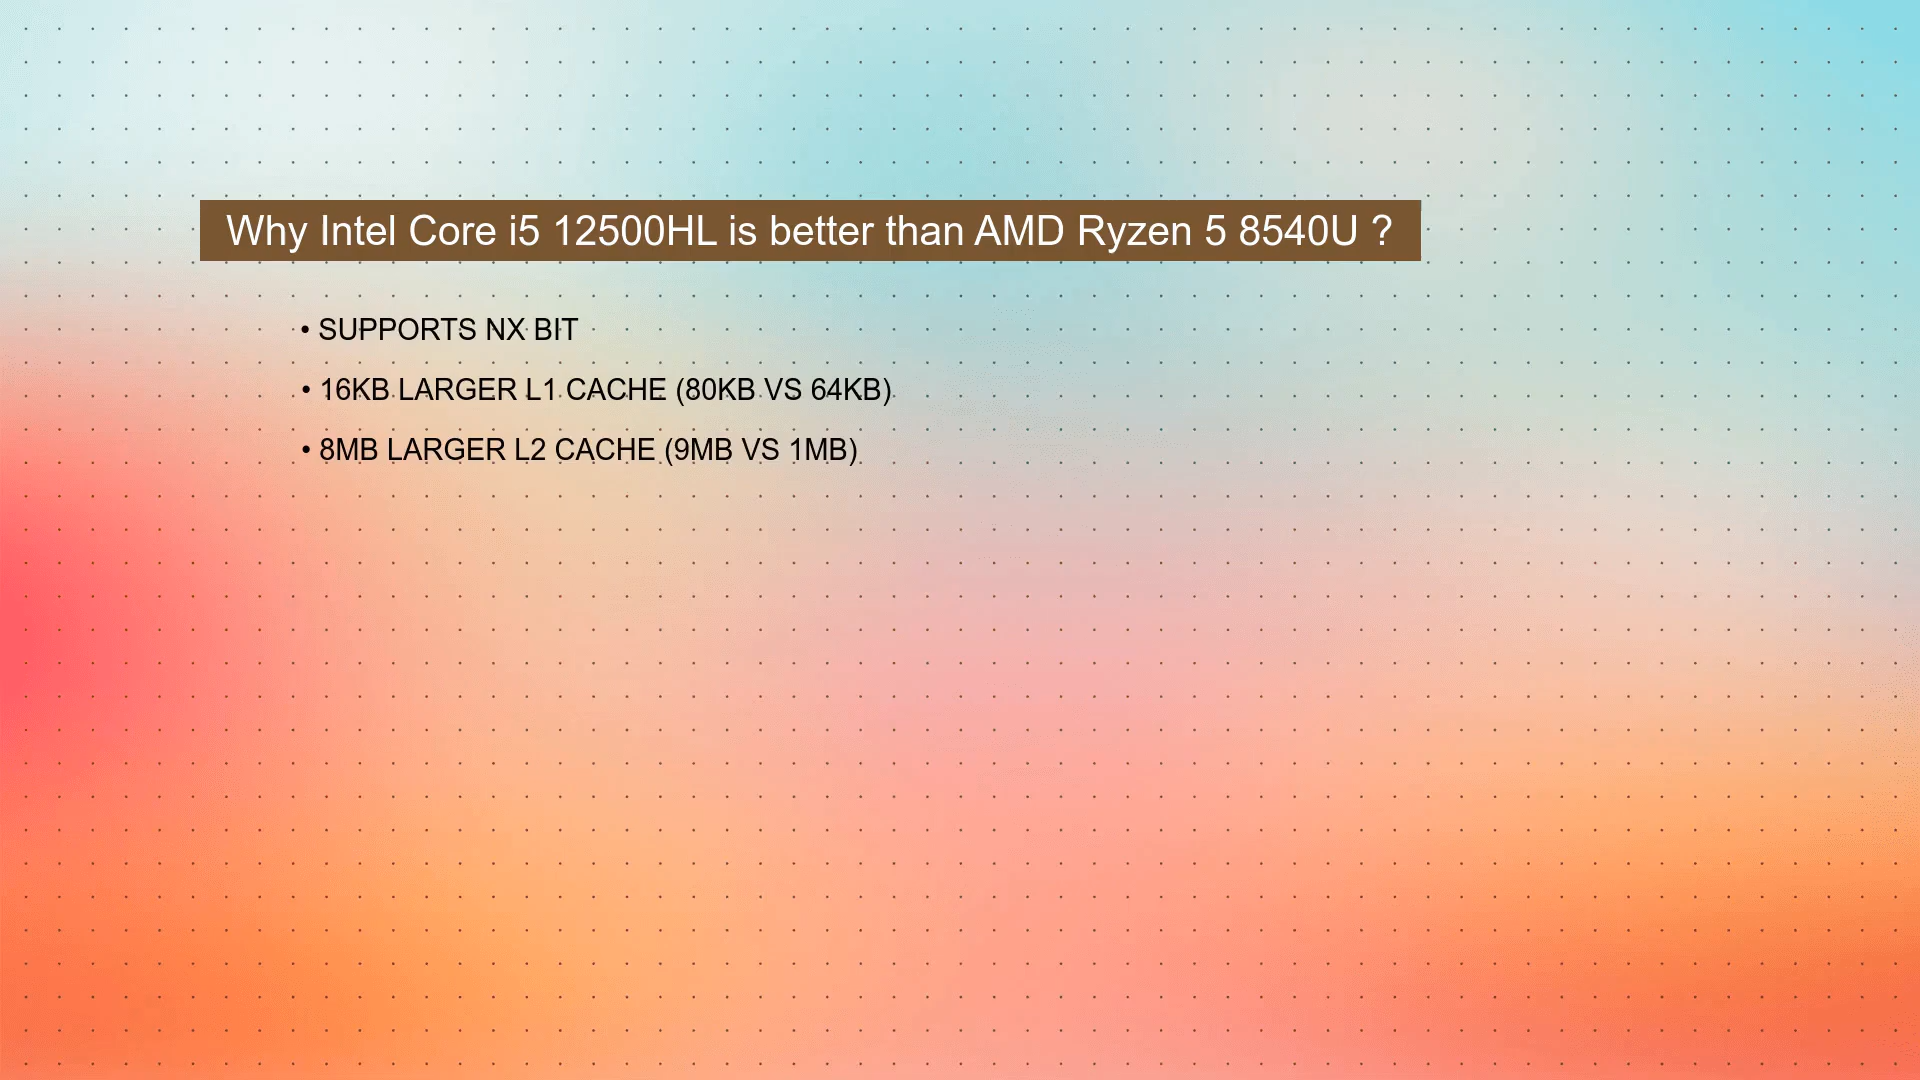 Why Intel Core i5 12500HL is better than AMD Ryzen 5 8540U ?
• SUPPORTS NX BIT
• 16KB LARGER L1 CACHE (80KB VS 64KB)
• 8MB LARGER L2 CACHE (9MB VS 1MB)